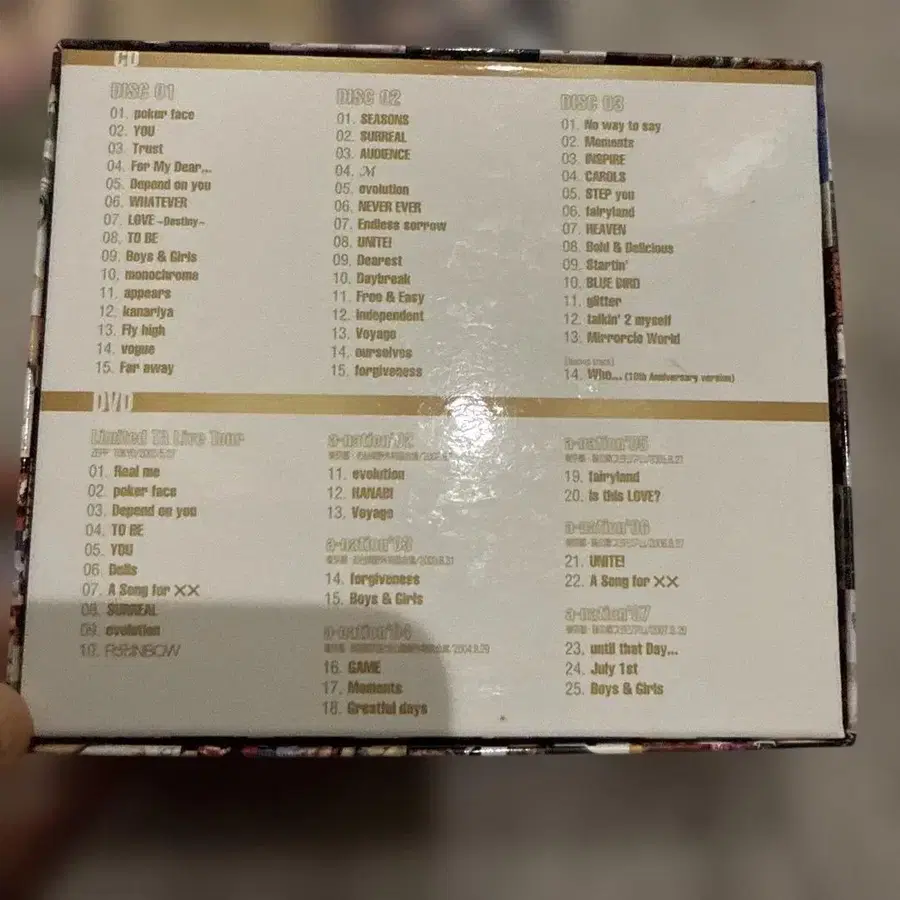 CD
DISC 01
01. poker face
02. YOU
03. Trust
04. For My Dear...
05. Depend on you
06. WHATEVER
07. LOVE ~Destiny~
08. TO BE
09. Boys & Girls
10. monochrome
11. appears
12. kanariya
13. Fly high
14. vogue
15. Far away
DISC 02
01. SEASONS
02. SURREAL
03. AUDIENCE
04. M
05. evolution
06. NEVER EVER
07. Endless sorrow
08. UNITE!
09. Dearest
10. Daybreak
11. Free & Easy
12. independent
13. Voyage
14. ourselves
15. forgiveness
DISC 03
01. No way to say
02. Moments
03. INSPIRE
04. CAROLS
05. STEP you
06. fairyland
07. HEAVEN
08. Bold & Delicious
09. Startin'
10. BLUE BIRD
11. glitter
12. talkin' 2 myself
13. Mirrorcle World
[bonus track]
14. Who... (10th Anniversary version)
DVD
Limited TA Live Tour
01. Real me
02. poker face
03. Depend on you
04. TO BE
05. YOU
06. Dolls
07. A Song for ××
08. SURREAL
09. evolution
10. RAINBOW
a-nation'02
11. evolution
12. HANABI
13. Voyage
a-nation'03
14. forgiveness
15. Boys & Girls
a-nation'04
16. GAME
17. Moments
18. Greatful days
a-nation'05
19. fairyland
20. is this LOVE?
a-nation'06
21. UNITE!
22. A Song for ××
a-nation'07
23. until that Day...
24. July 1st
25. Boys & Girls